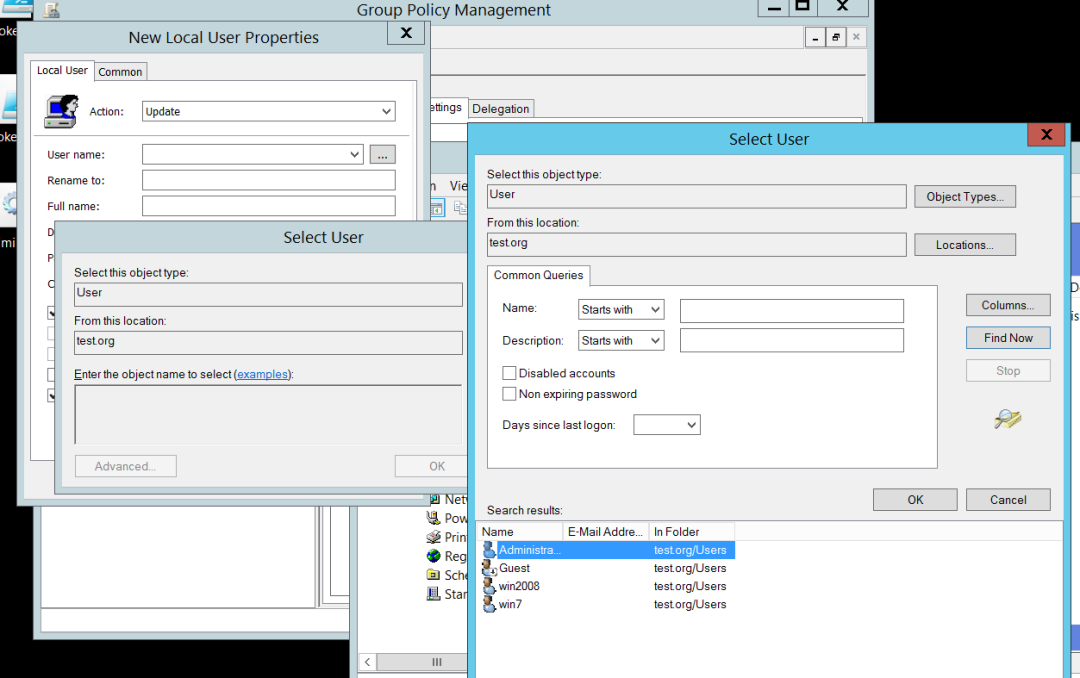 Group Policy Management
New Local User Properties
Local User
Common
Action:
Update
User name:
...
Rename to:
Full name:
ettings
Delegation
Vie
Select User
Select this object type:
User
From this location:
test.org
Enter the object name to select (examples):
Advanced...
OK
Select User
Select this object type:
User
Object Types...
From this location:
test.org
Locations...
Common Queries
Name:
Starts with
Description:
Starts with
Disabled accounts
Non expiring password
Days since last logon:
Columns...
Find Now
Stop
OK
Cancel
Search results:
Name E-Mail Addre... In Folder
Administra... test.org/Users
Guest test.org/Users
win2008 test.org/Users
win7 test.org/Users
Netw
Pow
Print
Reg
Sche
Star